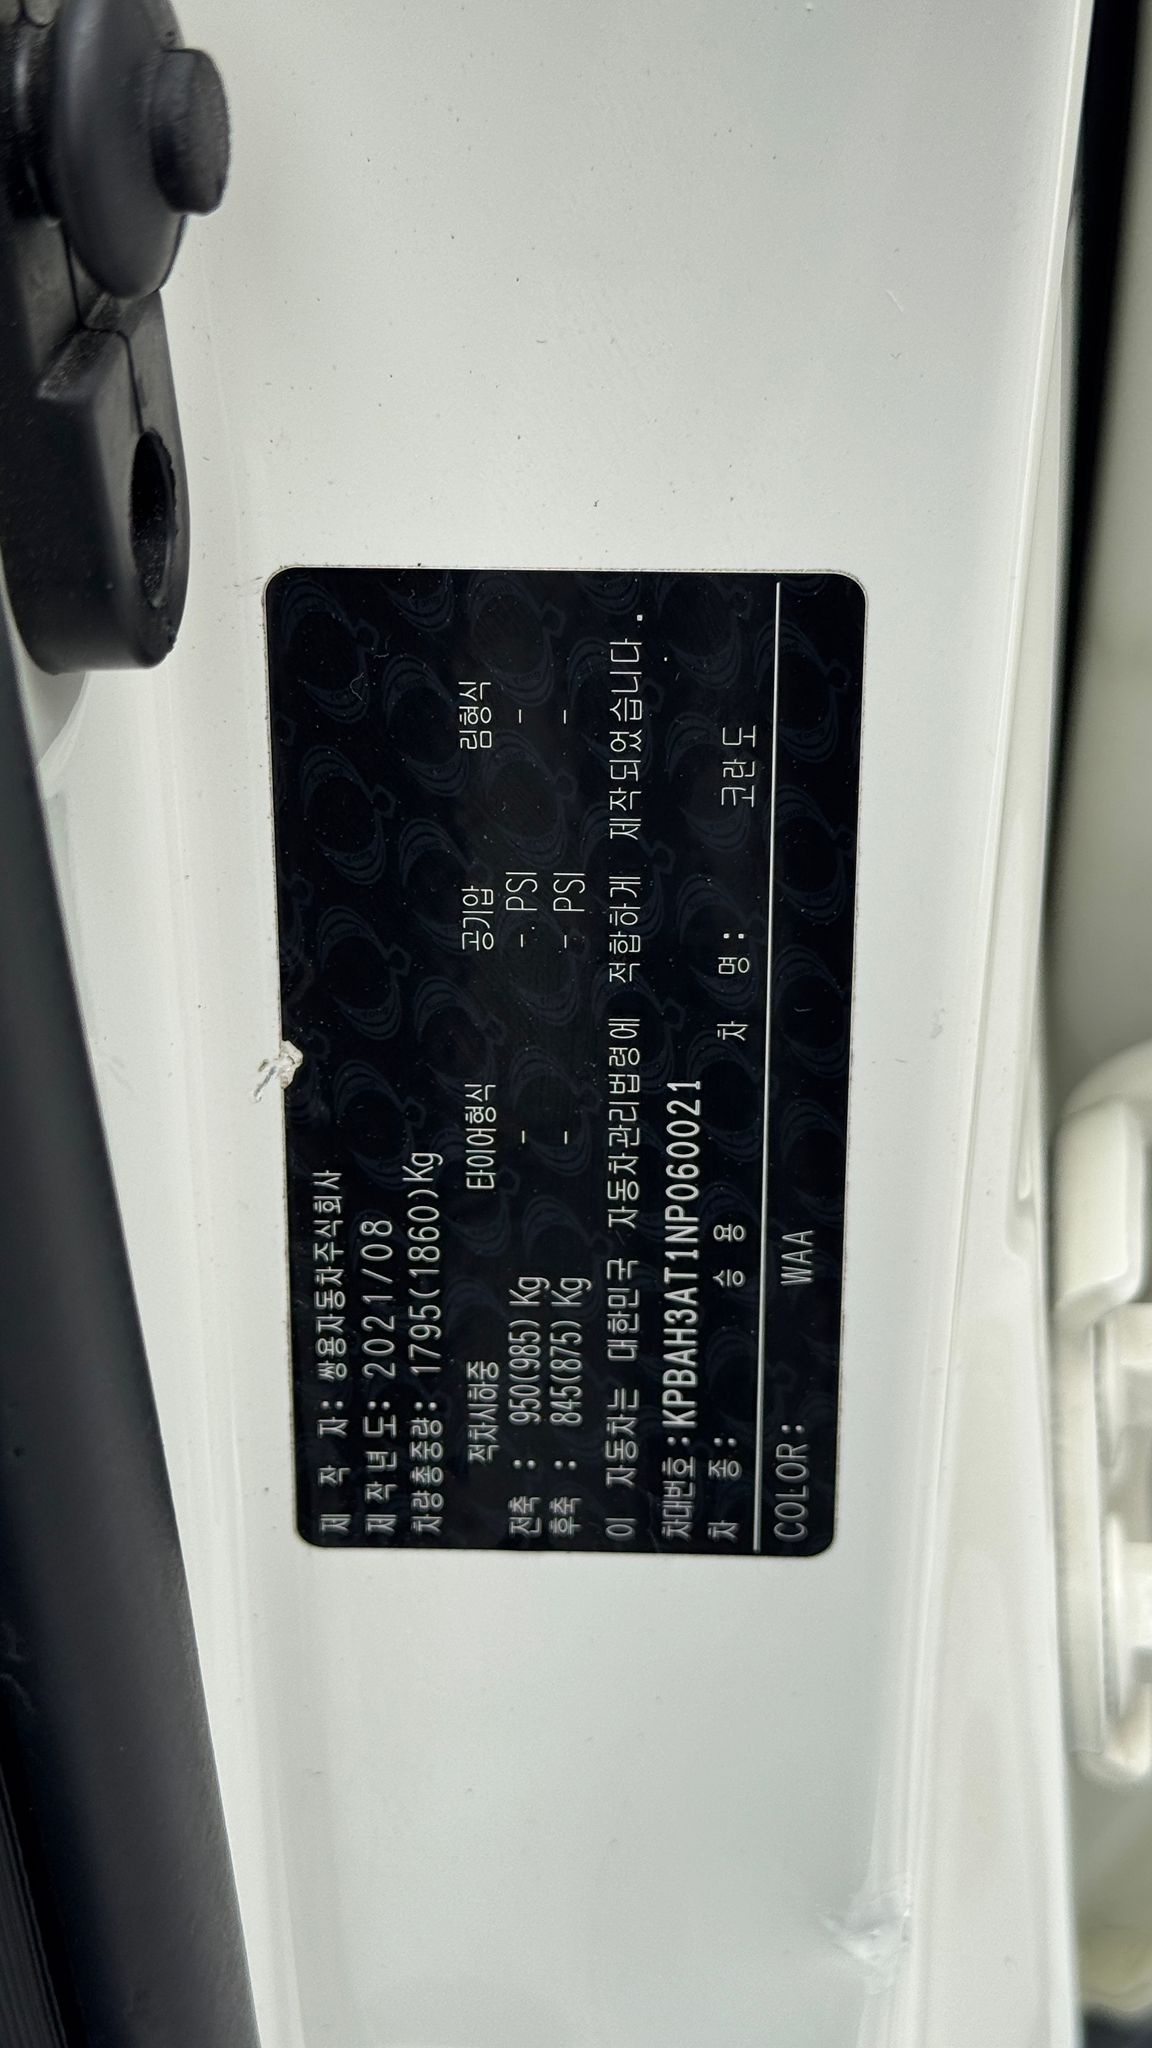 제 작 자: 쌍용자동차주식회사
제작년도: 2021/08
차량총중량: 1795(1860)Kg
적차시하중 타이어형식 공기압 림형식
전축 : 950(985)Kg - -. PSI -
후축 : 845(875)Kg - - PSI -
이 자동차는 대한민국 자동차관리법령에 적합하게 제작되었습니다.
차대번호:KPBAH3AT1NP060021
차 종: 승 용 차 명: 코란도
COLOR: WAA